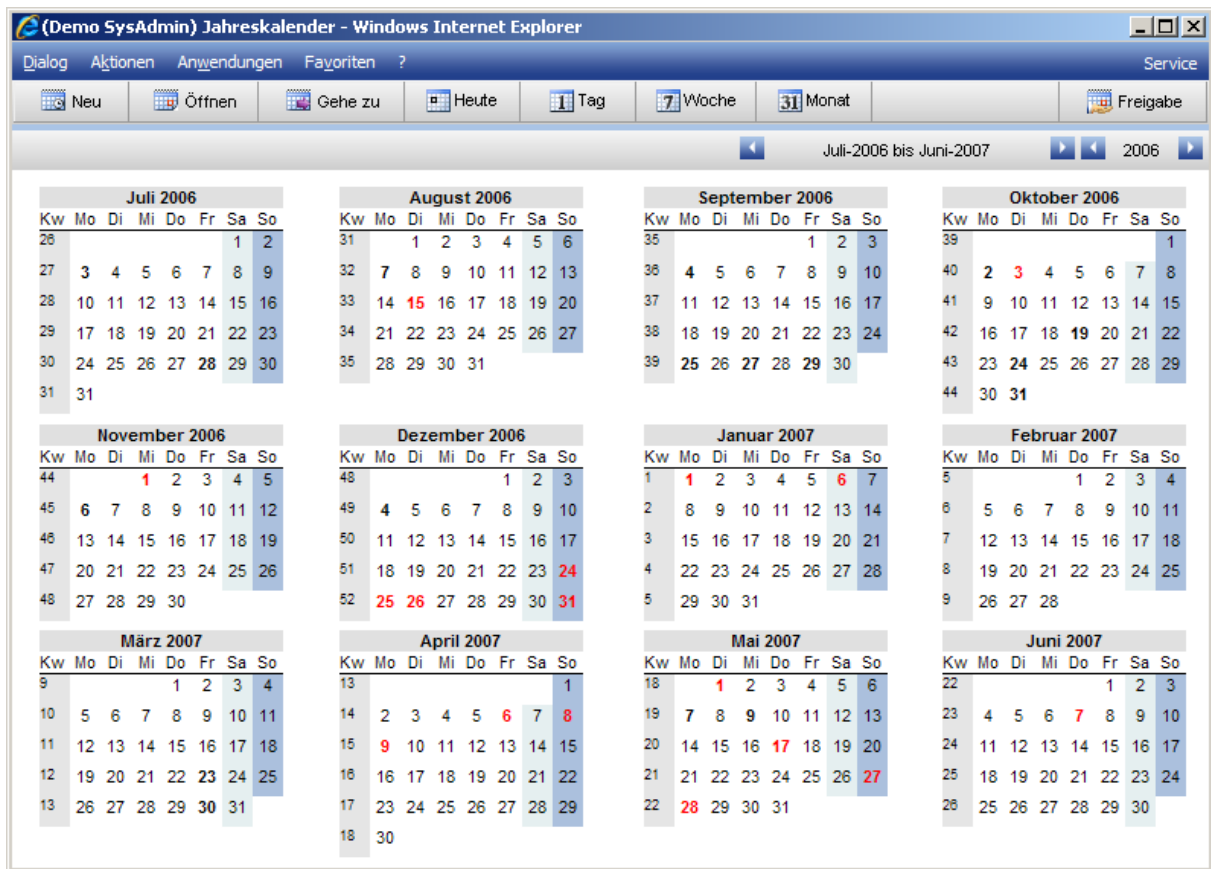 (Demo SysAdmin) Jahreskalender - Windows Internet Explorer
Dialog Aktionen Anwendungen Favoriten ? Service
Neu Öffnen Gehe zu Heute 1 Tag 7 Woche 31 Monat Freigabe
Juli-2006 bis Juni-2007 2006
Juli 2006
Kw Mo Di Mi Do Fr Sa So
26 1 2
27 3 4 5 6 7 8 9
28 10 11 12 13 14 15 16
29 17 18 19 20 21 22 23
30 24 25 26 27 28 29 30
31 31
August 2006
Kw Mo Di Mi Do Fr Sa So
31 1 2 3 4 5 6
32 7 8 9 10 11 12 13
33 14 15 16 17 18 19 20
34 21 22 23 24 25 26 27
35 28 29 30 31
September 2006
Kw Mo Di Mi Do Fr Sa So
35 1 2 3
36 4 5 6 7 8 9 10
37 11 12 13 14 15 16 17
38 18 19 20 21 22 23 24
39 25 26 27 28 29 30
Oktober 2006
Kw Mo Di Mi Do Fr Sa So
39 1
40 2 3 4 5 6 7 8
41 9 10 11 12 13 14 15
42 16 17 18 19 20 21 22
43 23 24 25 26 27 28 29
44 30 31
November 2006
Kw Mo Di Mi Do Fr Sa So
44 1 2 3 4 5
45 6 7 8 9 10 11 12
46 13 14 15 16 17 18 19
47 20 21 22 23 24 25 26
48 27 28 29 30
Dezember 2006
Kw Mo Di Mi Do Fr Sa So
48 1 2 3
49 4 5 6 7 8 9 10
50 11 12 13 14 15 16 17
51 18 19 20 21 22 23 24
52 25 26 27 28 29 30 31
Januar 2007
Kw Mo Di Mi Do Fr Sa So
1 1 2 3 4 5 6 7
2 8 9 10 11 12 13 14
3 15 16 17 18 19 20 21
4 22 23 24 25 26 27 28
5 29 30 31
Februar 2007
Kw Mo Di Mi Do Fr Sa So
5 1 2 3 4
6 5 6 7 8 9 10 11
7 12 13 14 15 16 17 18
8 19 20 21 22 23 24 25
9 26 27 28
März 2007
Kw Mo Di Mi Do Fr Sa So
9 1 2 3 4
10 5 6 7 8 9 10 11
11 12 13 14 15 16 17 18
12 19 20 21 22 23 24 25
13 26 27 28 29 30 31
April 2007
Kw Mo Di Mi Do Fr Sa So
13 1
14 2 3 4 5 6 7 8
15 9 10 11 12 13 14 15
16 16 17 18 19 20 21 22
17 23 24 25 26 27 28 29
18 30
Mai 2007
Kw Mo Di Mi Do Fr Sa So
18 1 2 3 4 5 6
19 7 8 9 10 11 12 13
20 14 15 16 17 18 19 20
21 21 22 23 24 25 26 27
22 28 29 30 31
Juni 2007
Kw Mo Di Mi Do Fr Sa So
22 1 2 3
23 4 5 6 7 8 9 10
24 11 12 13 14 15 16 17
25 18 19 20 21 22 23 24
26 25 26 27 28 29 30